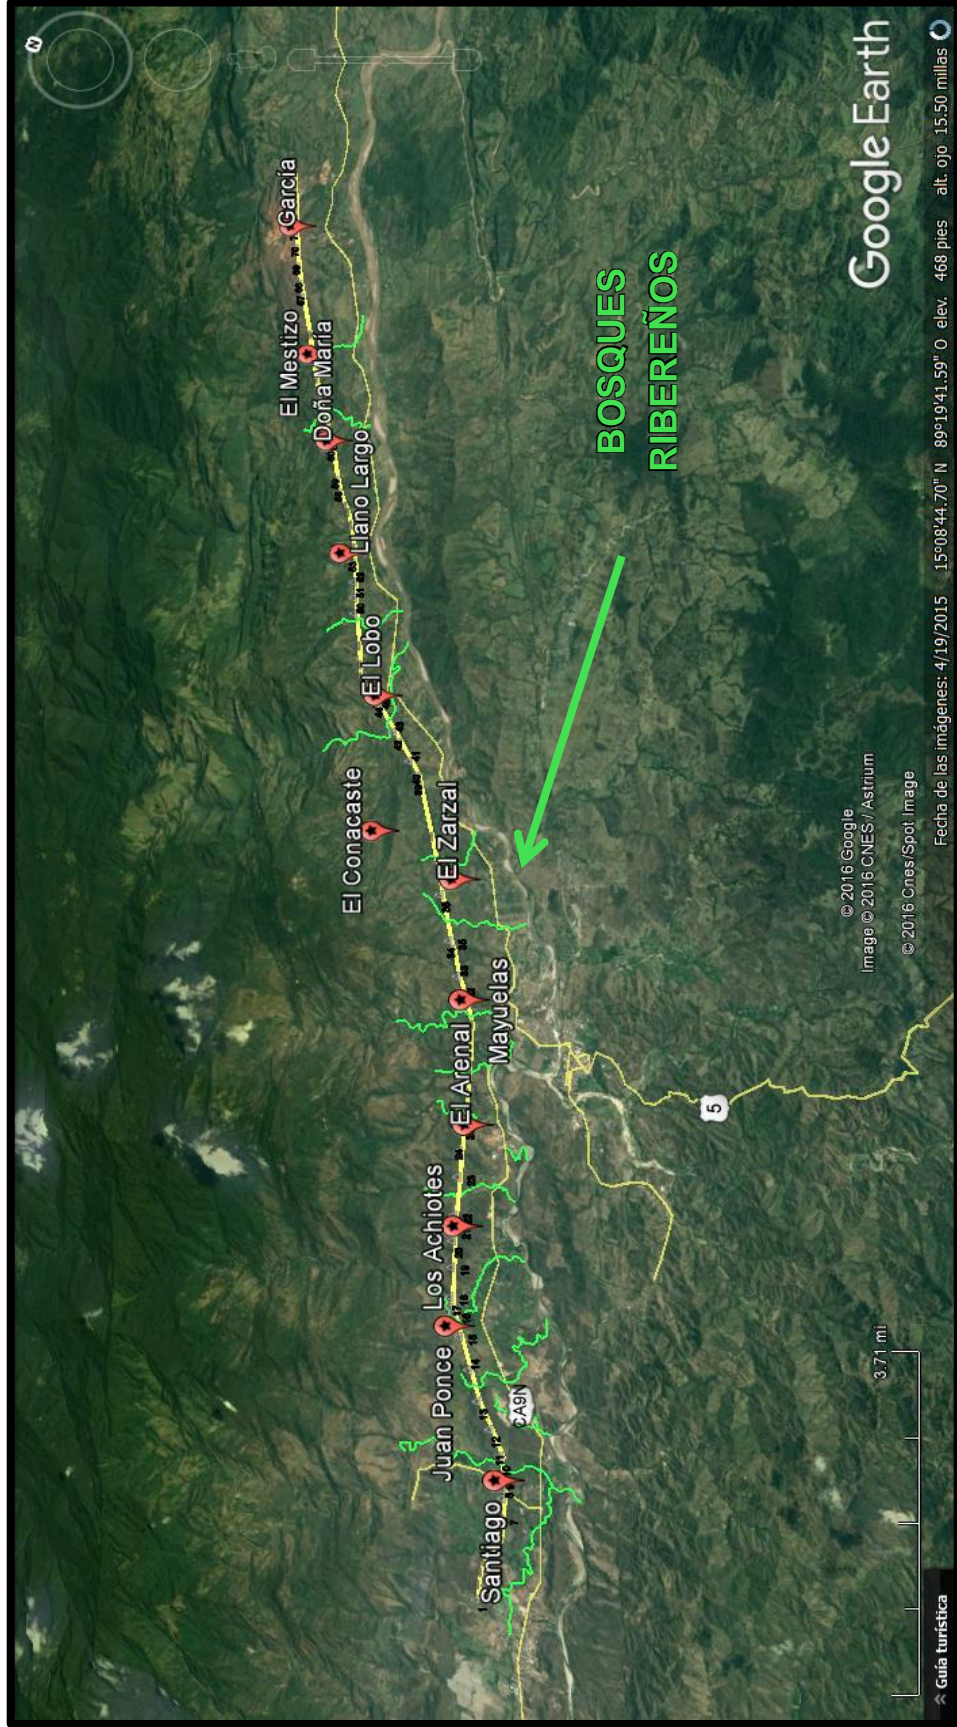 N
García
El Mestizo
Doña María
Llano Largo
El Lobo
El Conacaste
El Zarzal
Mayuelas
El Arenal
Los Achiotes
Juan Ponce
Santiago
CA9N
5
BOSQUES
RIBEREÑOS
3.71 mi
© 2016 Google
Image © 2016 CNES / Astrium
© 2016 Cnes/Spot Image
Google Earth
Guía turística
Fecha de las imágenes: 4/19/2015 15°08'44.70" N 89°19'41.59" O elev. 468 pies alt. ojo 15.50 millas